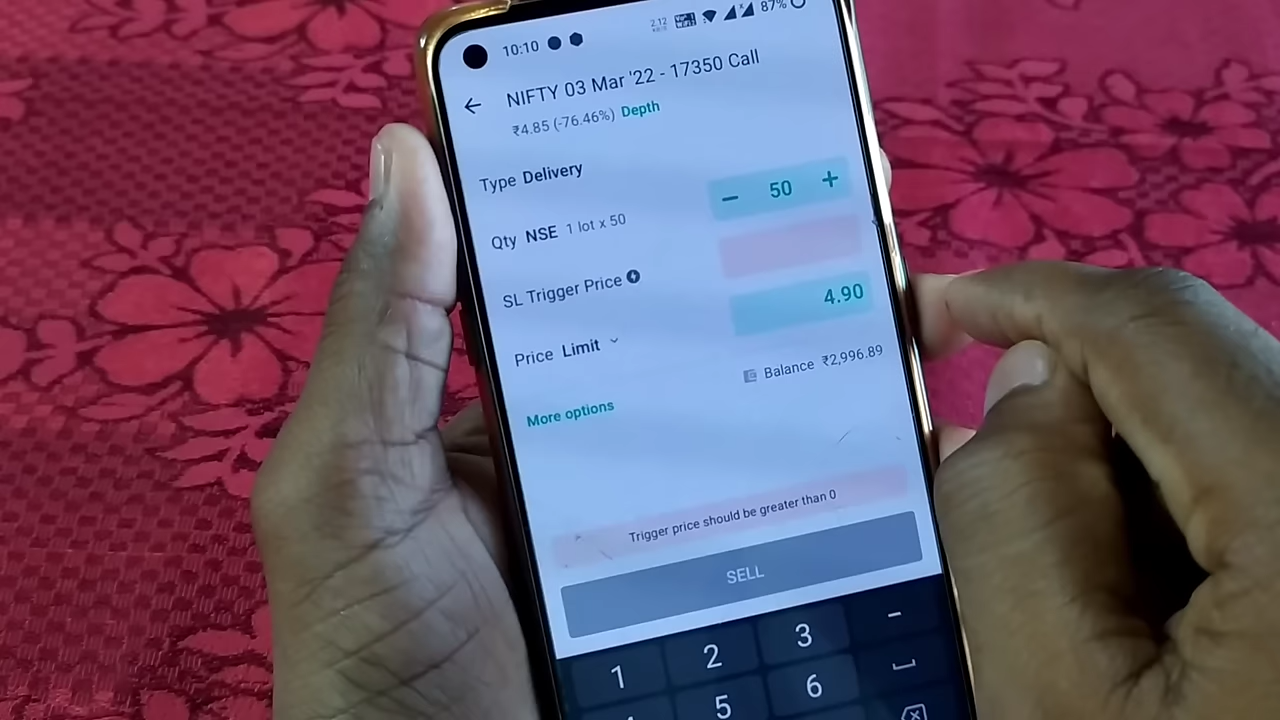 10:10 2.12 87%
NIFTY 03 Mar '22 - 17350 Call
₹4.85 (-76.46%) Depth
Type Delivery
Qty NSE 1 lot x 50 − 50 +
SL Trigger Price
Price Limit 4.90
Balance ₹2,996.89
More options
Trigger price should be greater than 0
SELL
1 2 3 −
5 6